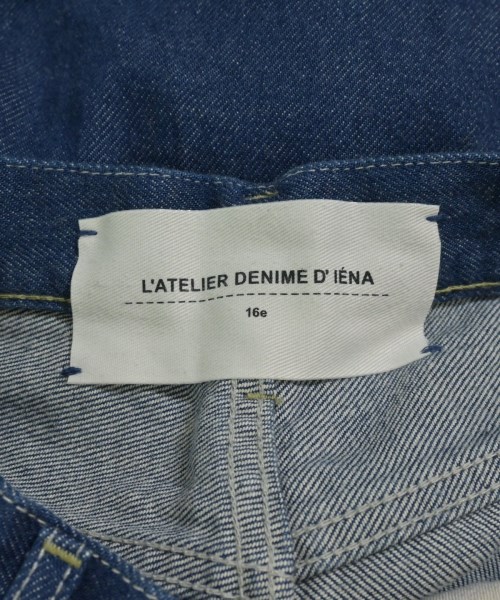 L'ATELIER DENIME D' IÉNA
16e